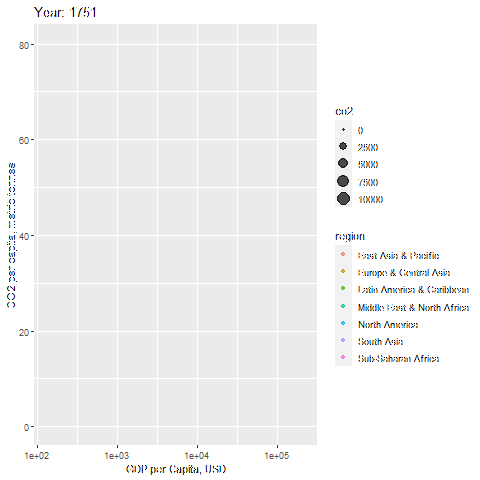 Year: 1751
80
60
40
20
0
CO2 per capita, metric tonnes
1e+02
1e+03
1e+04
1e+05
GDP per Capita, USD
co2
0
2500
5000
7500
10000
region
East Asia & Pacific
Europe & Central Asia
Latin America & Caribbean
Middle East & North Africa
North America
South Asia
Sub-Saharan Africa